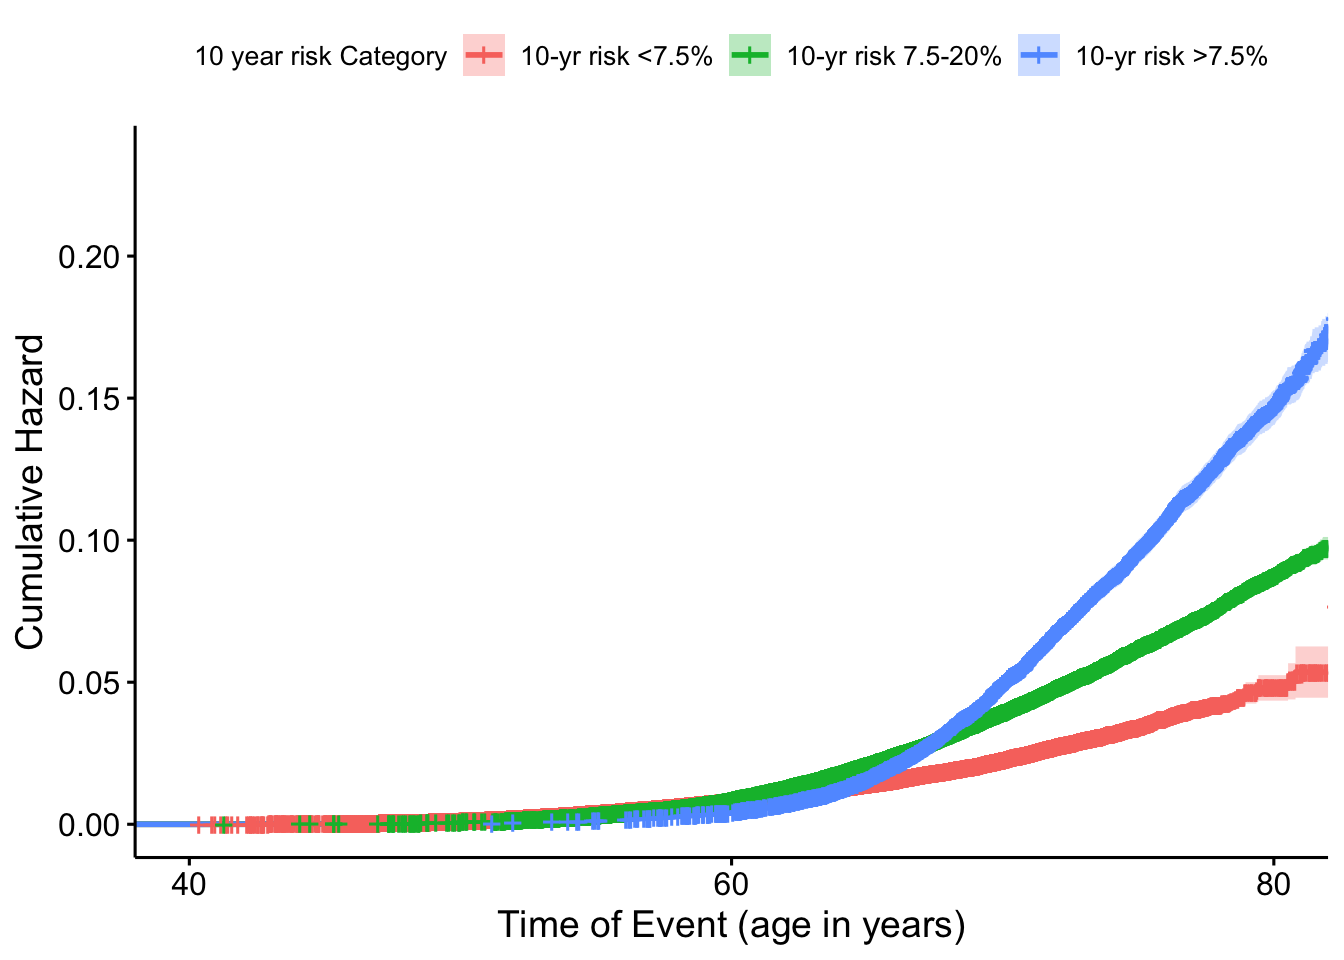 10 year risk Category 10-yr risk <7.5% 10-yr risk 7.5-20% 10-yr risk >7.5%
0.20
0.15
0.10
0.05
0.00
Cumulative Hazard
40 60 80
Time of Event (age in years)